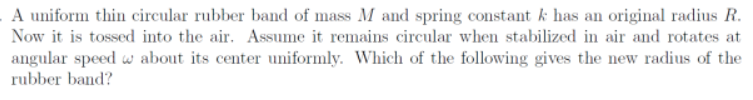 . A uniform thin circular rubber band of mass M and spring constant k has an original radius R.
Now it is tossed into the air. Assume it remains circular when stabilized in air and rotates at
angular speed ω about its center uniformly. Which of the following gives the new radius of the
rubber band?